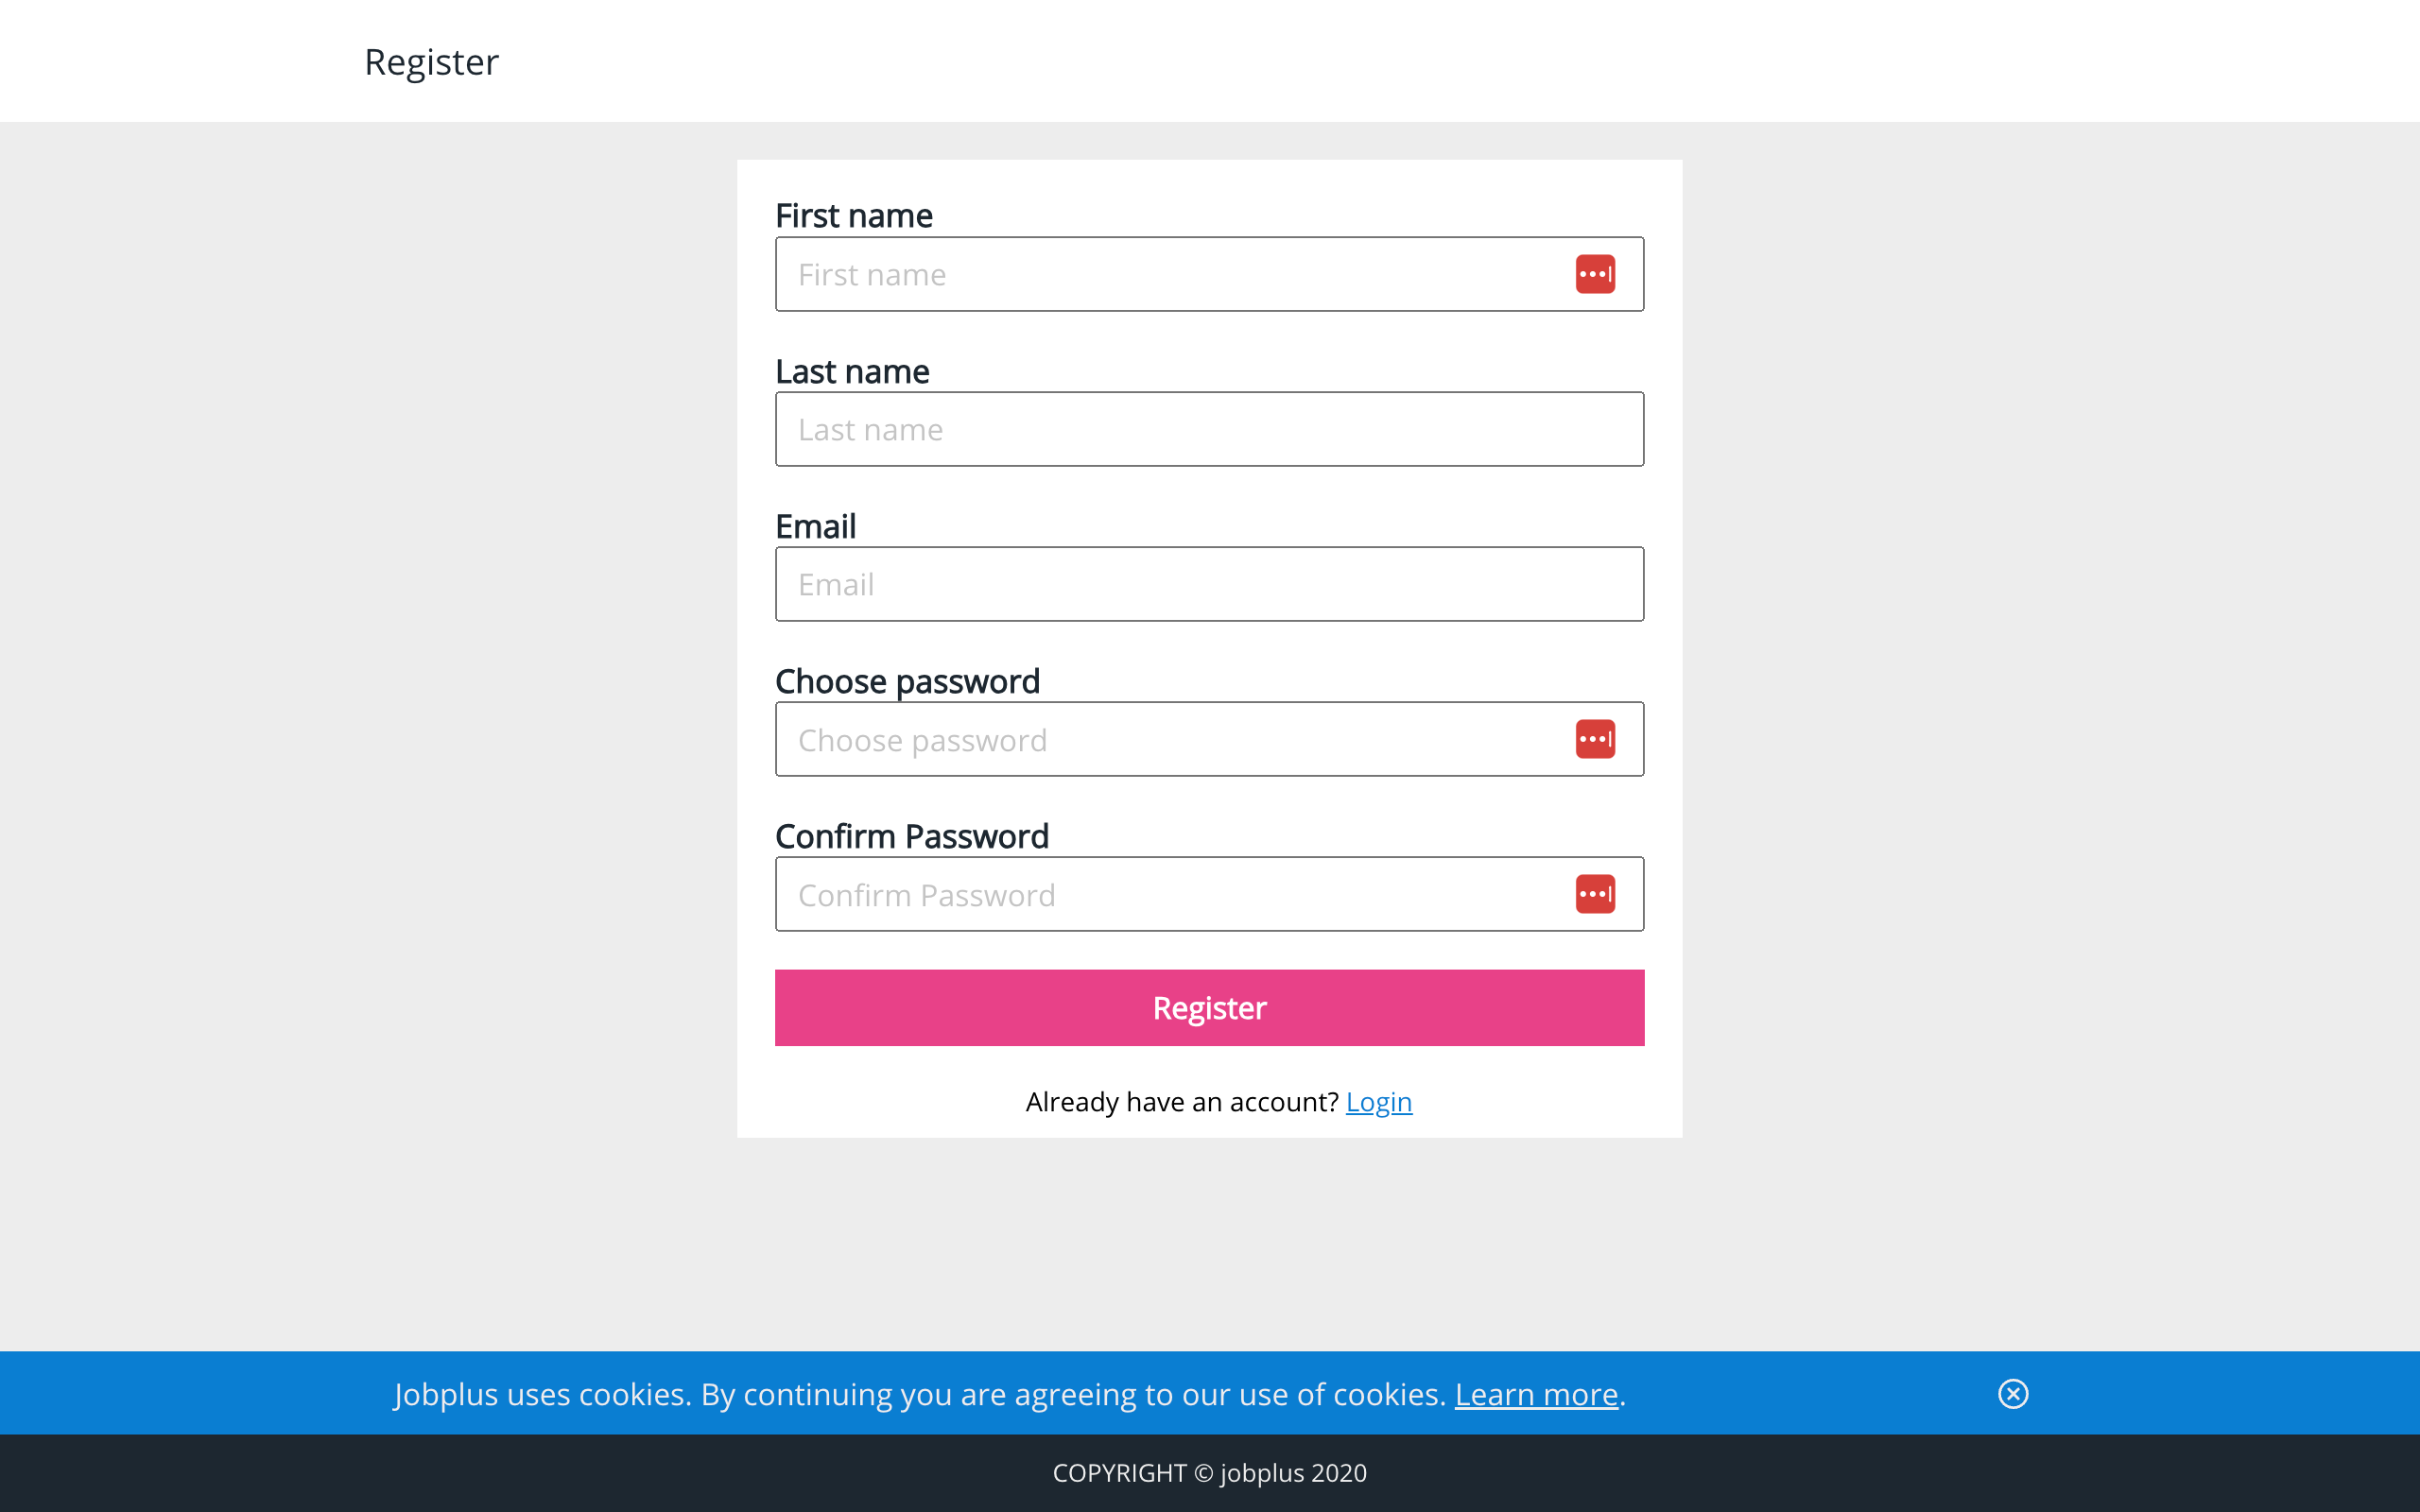 Register
First name
First name
Last name
Last name
Email
Email
Choose password
Choose password
Confirm Password
Confirm Password
Register
Already have an account? Login
Jobplus uses cookies. By continuing you are agreeing to our use of cookies. Learn more.
COPYRIGHT © jobplus 2020